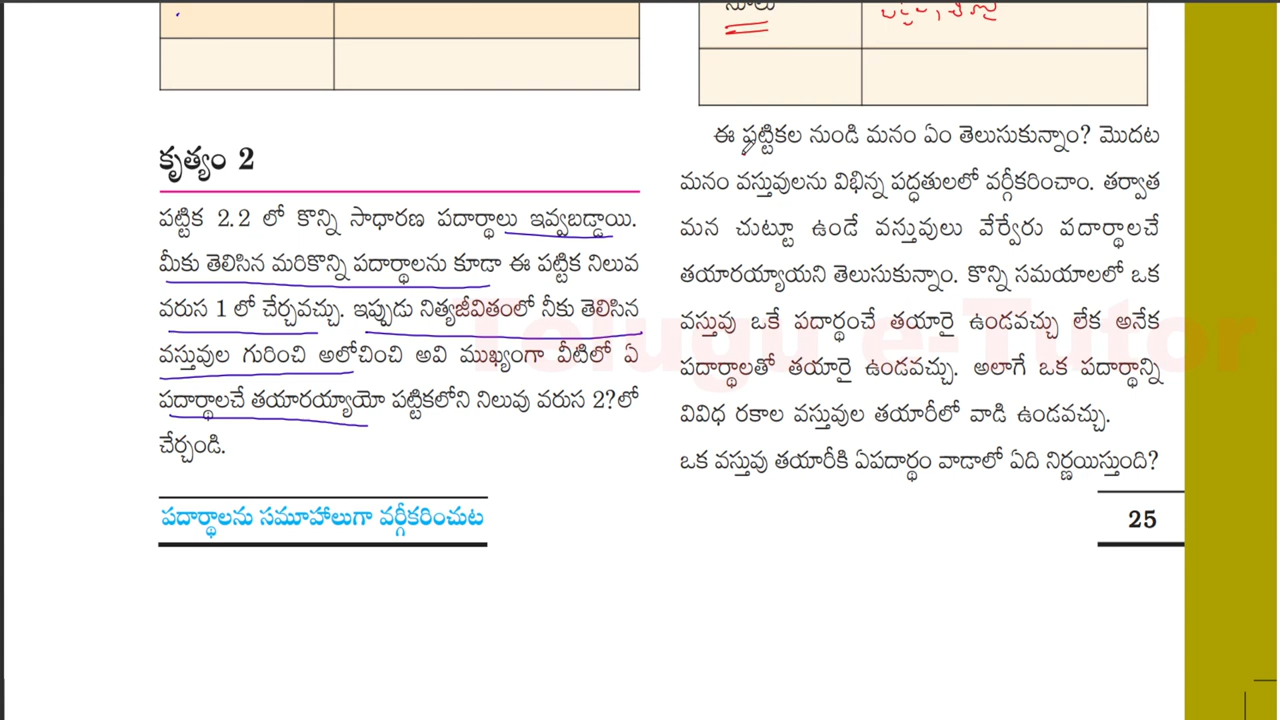 నూలు
కృత్యం 2
పట్టిక 2.2 లో కొన్ని సాధారణ పదార్థాలు ఇవ్వబడ్డాయి.
మీకు తెలిసిన మరికొన్ని పదార్థాలను కూడా ఈ పట్టిక నిలువ
వరుస 1 లో చేర్చవచ్చు. ఇప్పుడు నిత్యజీవితంలో నీకు తెలిసిన
వస్తువుల గురించి అలోచించి అవి ముఖ్యంగా వీటిలో ఏ
పదార్థాలచే తయారయ్యాయో పట్టికలోని నిలువు వరుస 2?లో
చేర్చండి.
ఈ పట్టికల నుండి మనం ఏం తెలుసుకున్నాం? మొదట
మనం వస్తువులను విభిన్న పద్ధతులలో వర్గీకరించాం. తర్వాత
మన చుట్టూ ఉండే వస్తువులు వేర్వేరు పదార్థాలచే
తయారయ్యాయని తెలుసుకున్నాం. కొన్ని సమయాలలో ఒక
వస్తువు ఒకే పదార్థంచే తయారై ఉండవచ్చు లేక అనేక
పదార్థాలతో తయారై ఉండవచ్చు. అలాగే ఒక పదార్థాన్ని
వివిధ రకాల వస్తువుల తయారీలో వాడి ఉండవచ్చు.
ఒక వస్తువు తయారీకి ఏపదార్థం వాడాలో ఏది నిర్ణయిస్తుంది?
Telugu e-Tutor
పదార్థాలను సమూహాలుగా వర్గీకరించుట
25